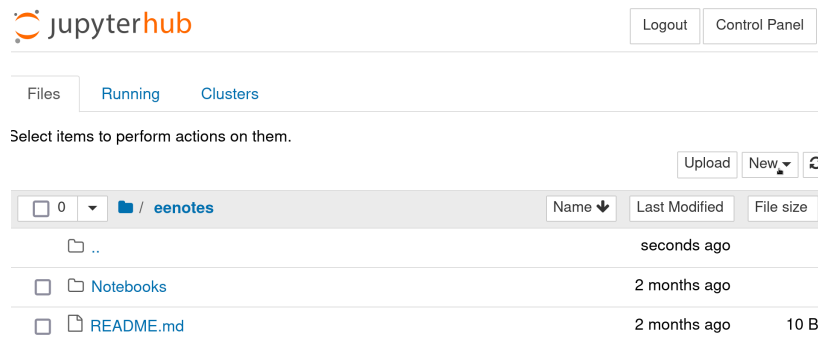 jupyterhub
Logout Control Panel
Files Running Clusters
Select items to perform actions on them.
Upload New
0 / eenotes Name Last Modified File size
.. seconds ago
Notebooks 2 months ago
README.md 2 months ago 10 B